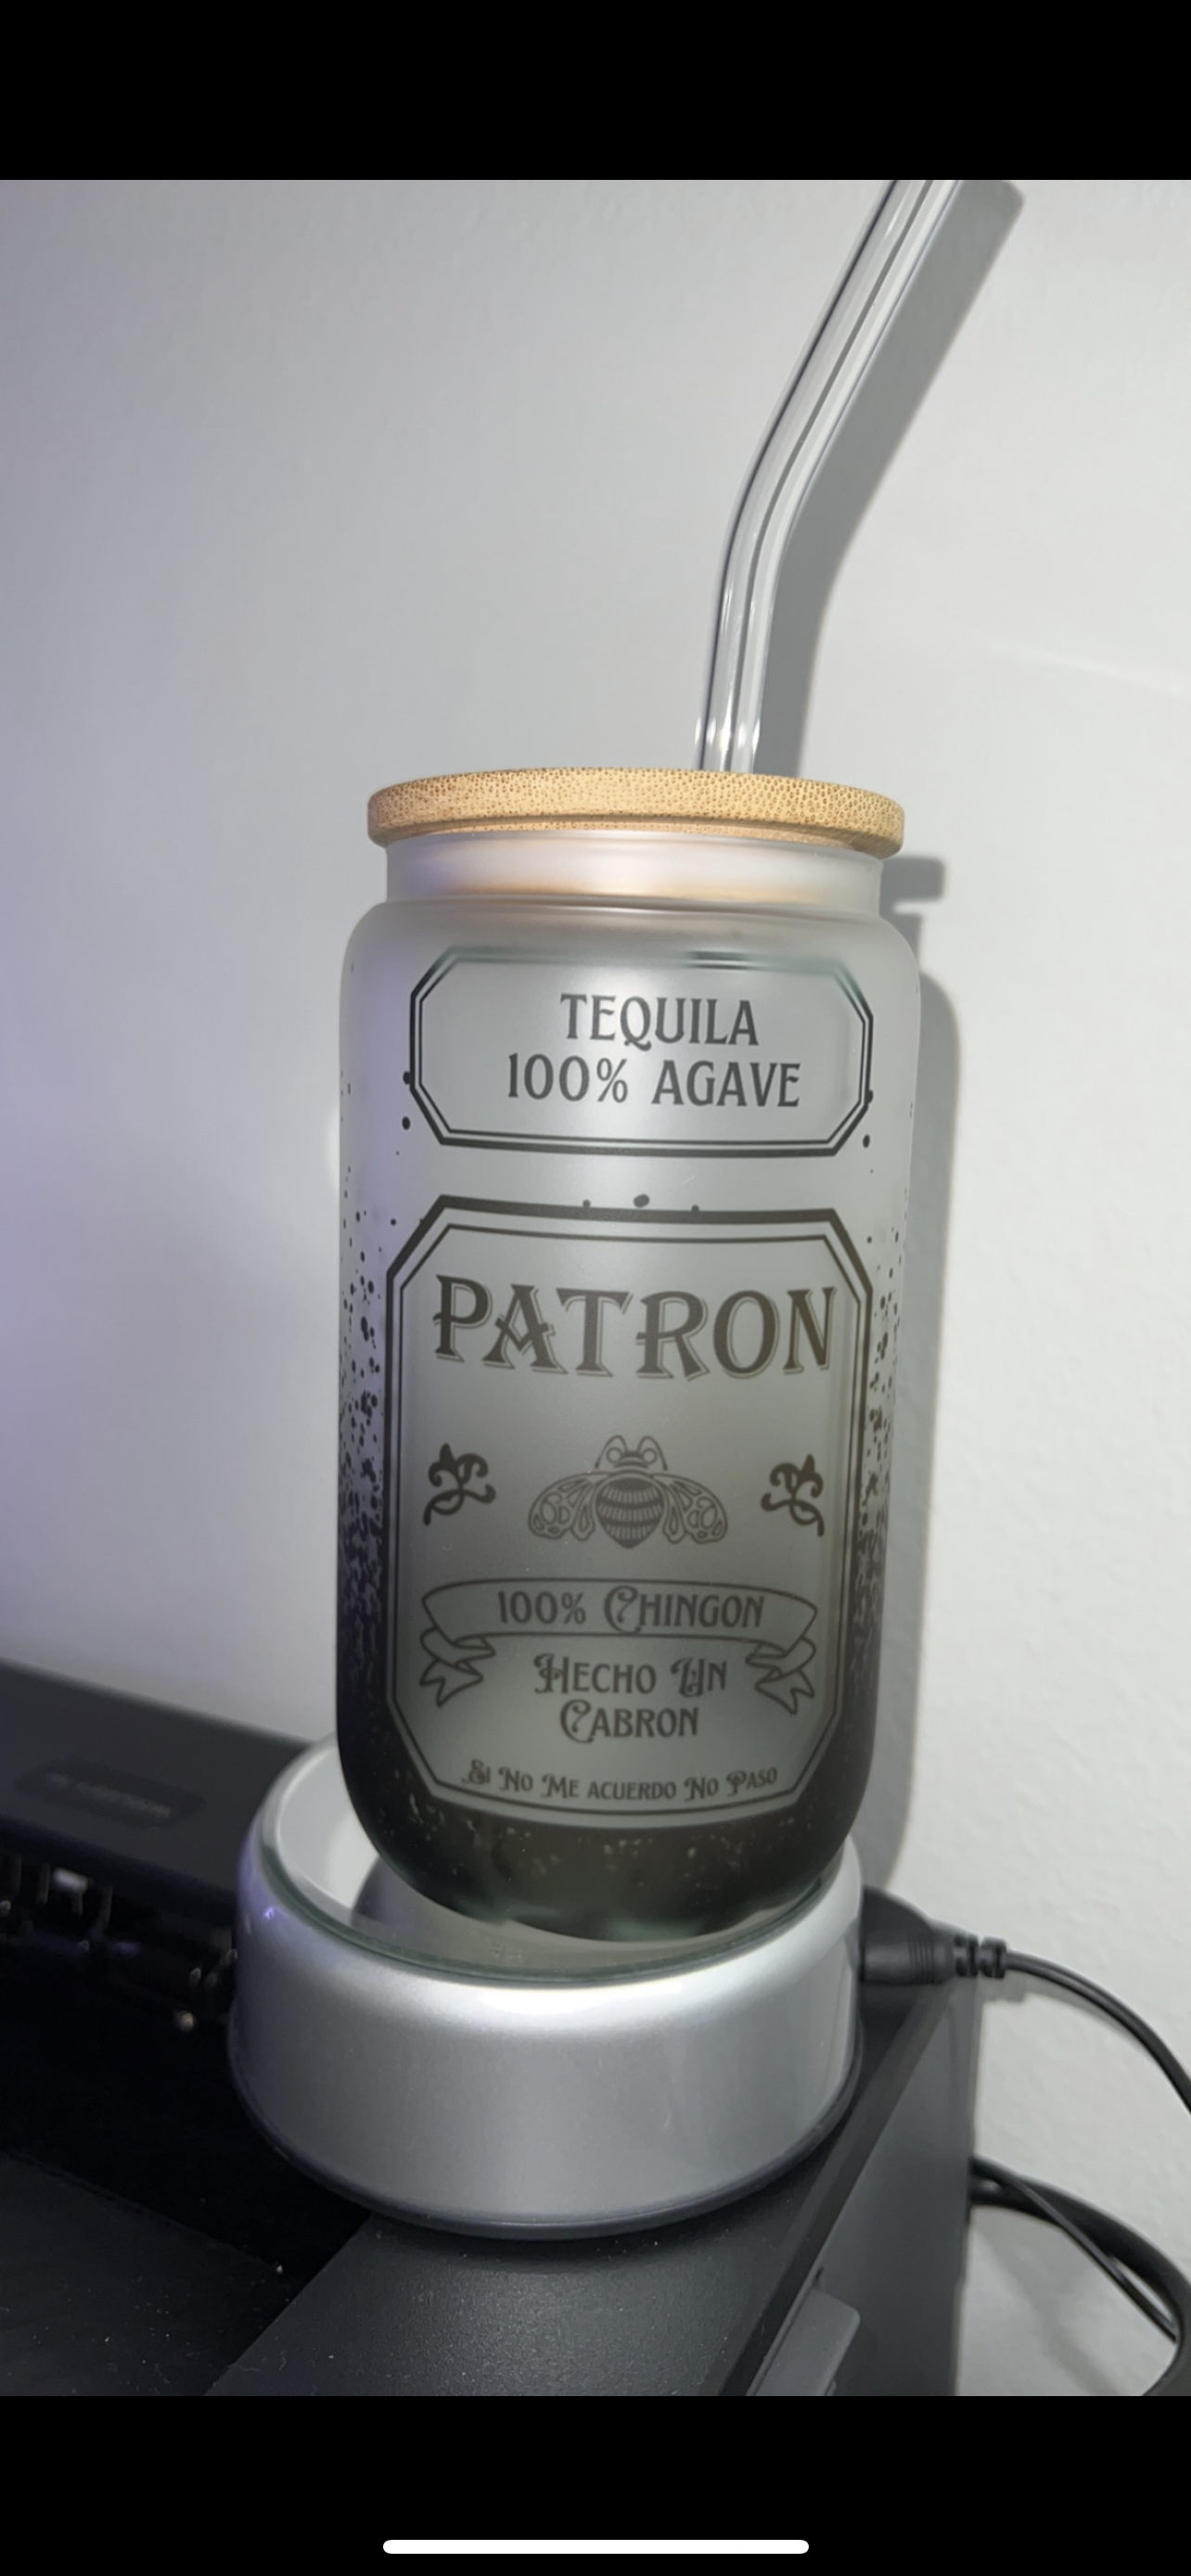 TEQUILA
100% AGAVE
PATRON
100% CHINGON
HECHO UN
CABRON
SI NO ME ACUERDO NO PASO